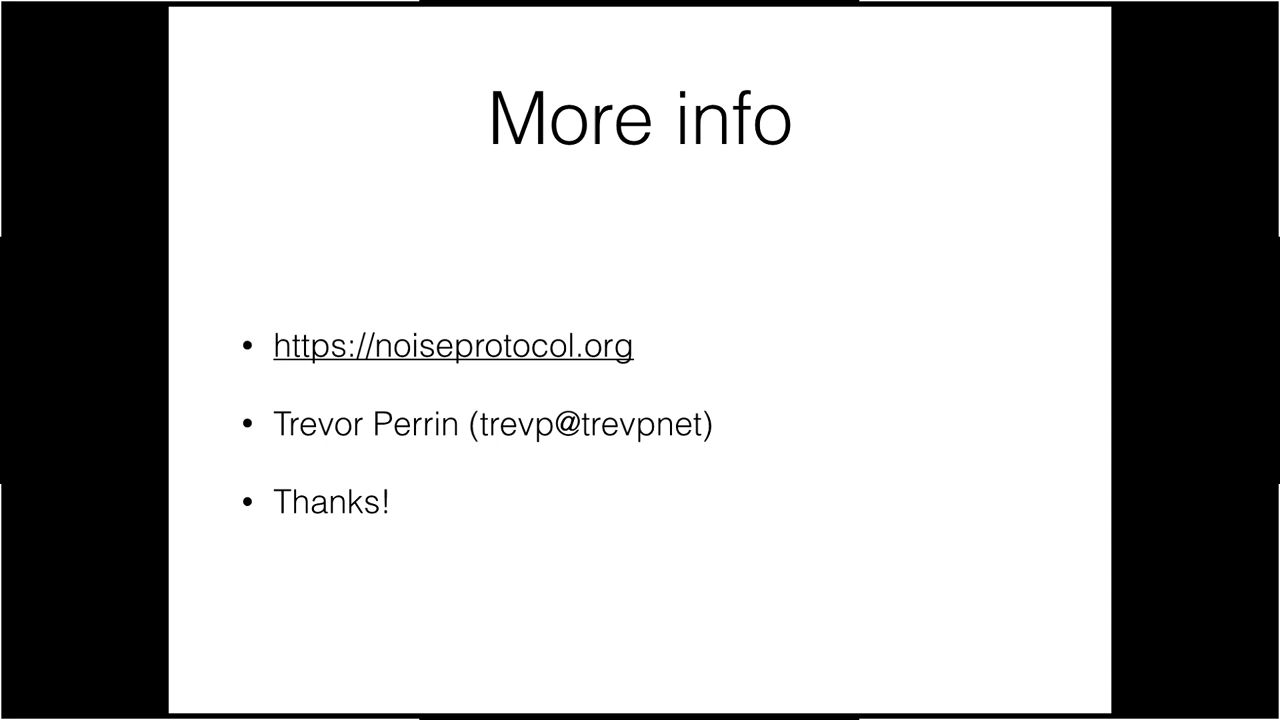 More info
• https://noiseprotocol.org
• Trevor Perrin (trevp@trevpnet)
• Thanks!